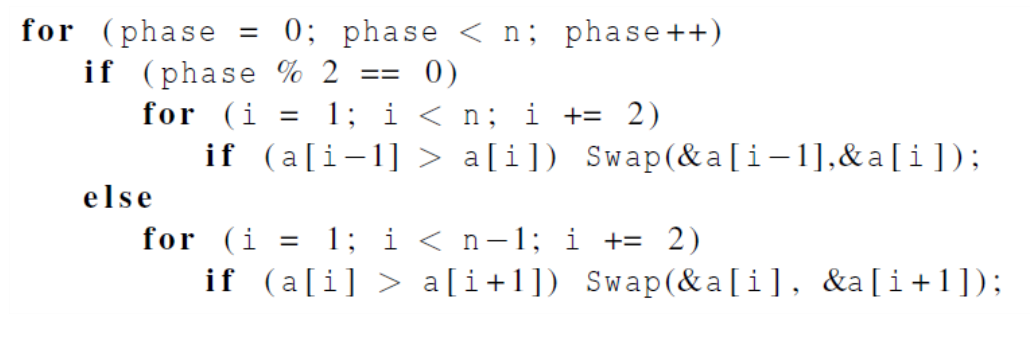 for (phase = 0; phase < n; phase++)
if (phase % 2 == 0)
for (i = 1; i < n; i += 2)
if (a[i−1] > a[i]) Swap(&a[i−1],&a[i]);
else
for (i = 1; i < n−1; i += 2)
if (a[i] > a[i+1]) Swap(&a[i], &a[i+1]);